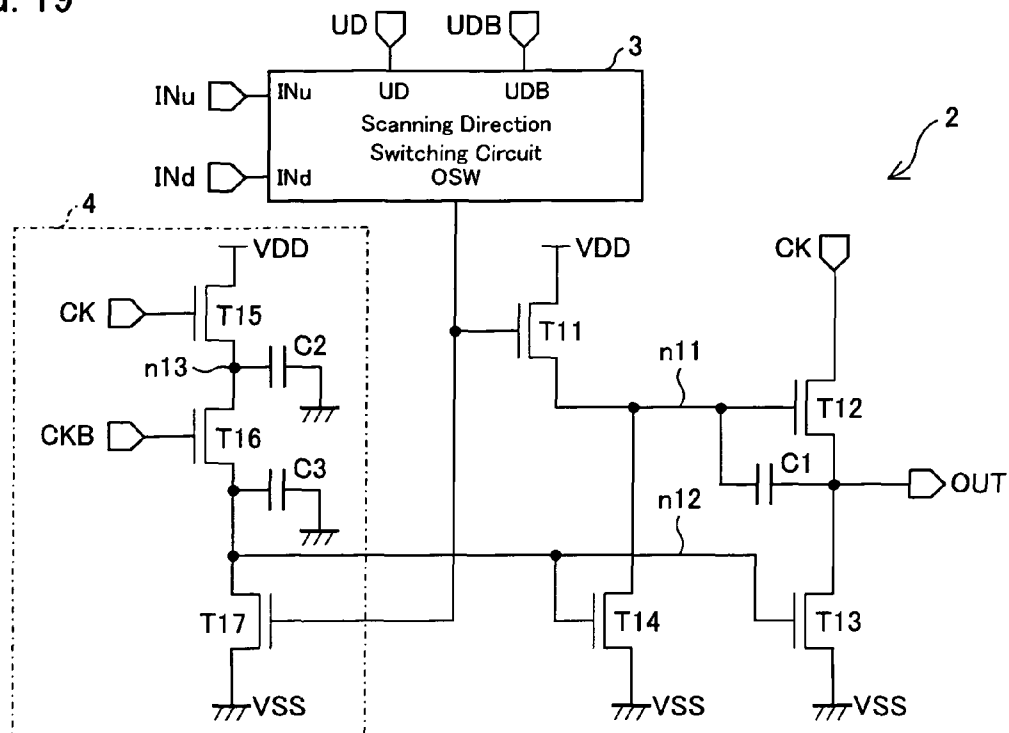 19
UD
UDB
3
INu
INu
UD
UDB
2
Scanning Direction
Switching Circuit
INd
INd
OSW
4
VDD
VDD
CK
CK
T15
T11
C2
n13
n11
T12
CKB
T16
C3
C1
OUT
n12
T17
T14
T13
VSS
VSS
VSS